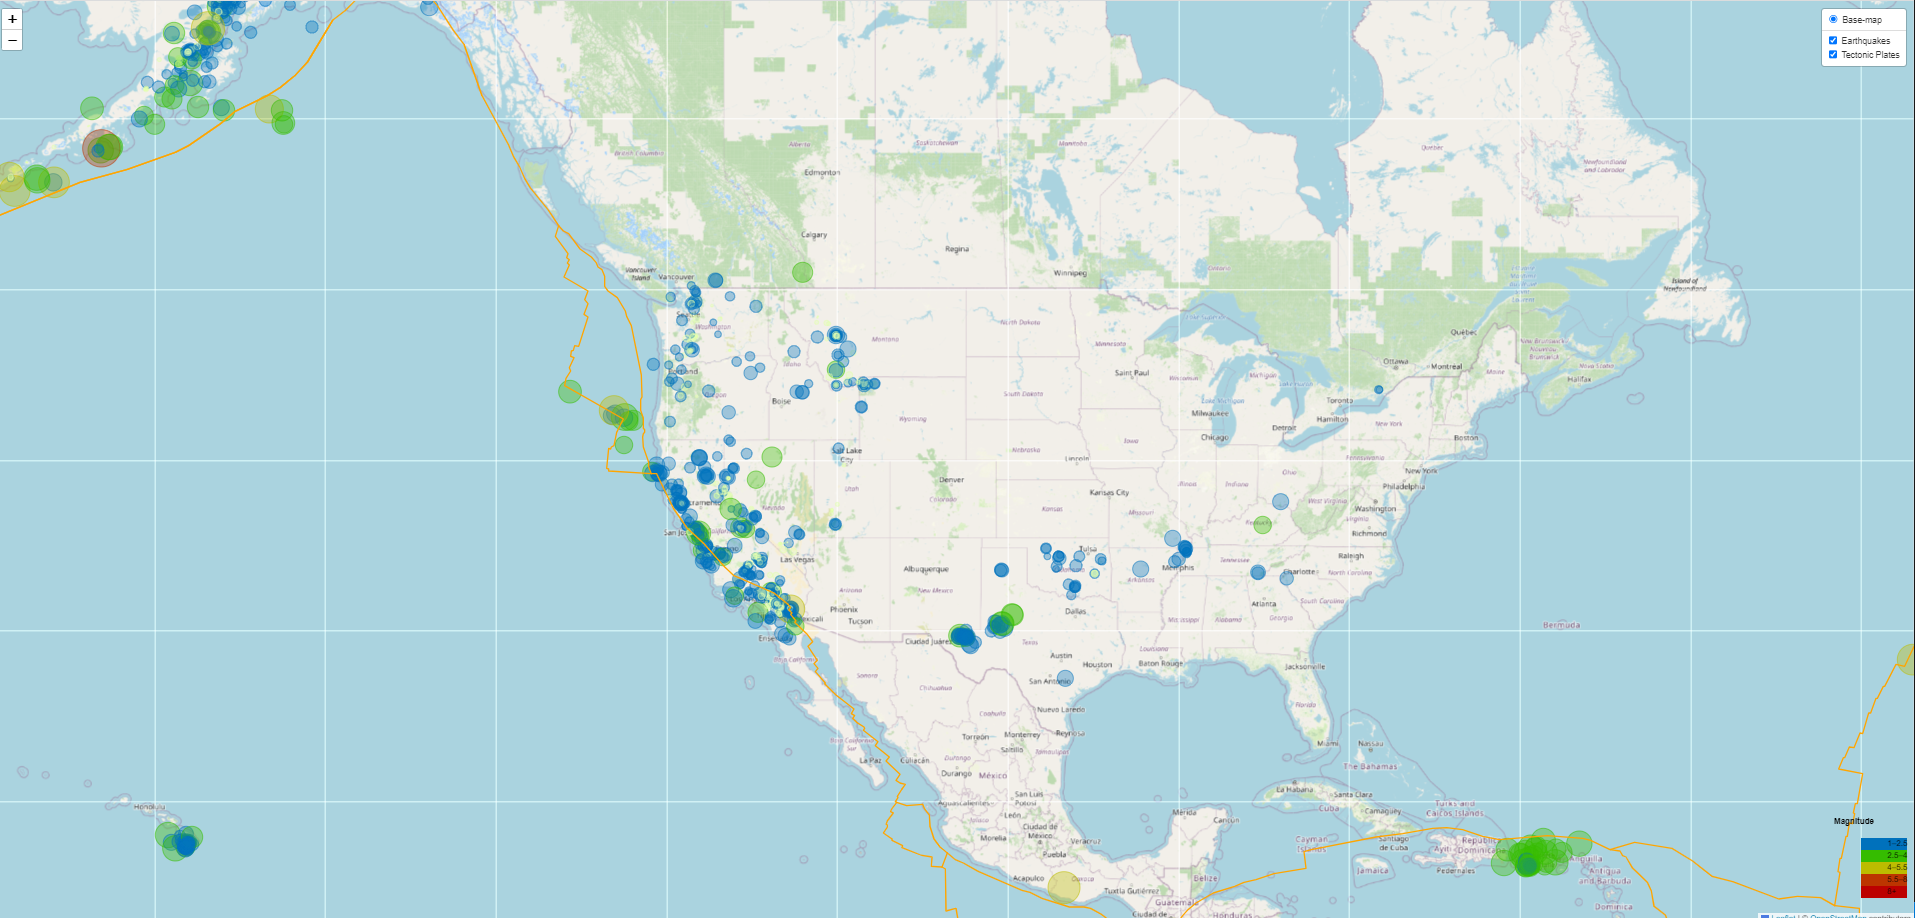 +
−
Base-map
Earthquakes
Tectonic Plates
British Columbia
Alberta
Saskatchewan
Manitoba
Québec
Newfoundland
and Labrador
Edmonton
Calgary
Regina
Winnipeg
Ontario
Vancouver
Island
Vancouver
Island of
Newfoundland
Washington
Montana
North Dakota
Minnesota
Lake Superior
Québec
New
Brunswick
Ottawa
Montreal
Maine
Nova Scotia
Halifax
Portland
Oregon
Idaho
Boise
South Dakota
Saint Paul
Wisconsin
Michigan
Lake Huron
Toronto
Hamilton
Lake Michigan
Milwaukee
Detroit
New York
Boston
Wyoming
Chicago
Iowa
Salt Lake
City
Nebraska
Lincoln
Pennsylvania
New York
Denver
Colorado
Utah
Nevada
Kansas City
Kansas
Missouri
Illinois
Indiana
Ohio
West Virginia
Philadelphia
Washington
Virginia
Richmond
Kentucky
Las Vegas
Albuquerque
New Mexico
Arizona
Tulsa
Arkansas
Memphis
Tennessee
Charlotte
Raleigh
North Carolina
South Carolina
Phoenix
Tucson
Dallas
Texas
Atlanta
Georgia
Alabama
Mississippi
Bermuda
Ciudad Juárez
Baja California
Sonora
Chihuahua
Austin
Houston
San Antonio
Louisiana
Baton Rouge
Jacksonville
Florida
Coahuila
Nuevo Laredo
Reynosa
Monterrey
Torreón
Saltillo
Tamaulipas
Miami
Nassau
The Bahamas
Baja California
Sur
La Paz
Culiacán
Durango
Durango
México
Honolulu
Aguascalientes
San Luis
Potosí
León
Ciudad de
México
Morelia
Puebla
Veracruz
Acapulco
Oaxaca
Tuxtla Gutiérrez
Mérida
Cancún
Belize
Guatemala
Ciudad de
Honduras
La Habana
Cuba
Santa Clara
Camagüey
Santiago
de Cuba
Cayman
Islands
Jamaica
Turks and
Caicos Islands
Ayiti
Pedernales
Anguilla
Antigua
and Barbuda
Dominica
Magnitude
1–2.5
2.5–4
4–5.5
5.5–8
8+
Leaflet | © OpenStreetMap contributors